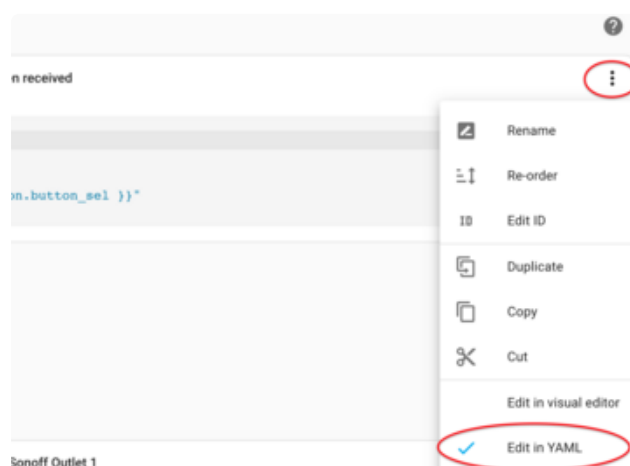 n received
Rename
Re-order
ID Edit ID
on.button_sel }}"
Duplicate
Copy
Cut
Edit in visual editor
Edit in YAML
Sonoff Outlet 1